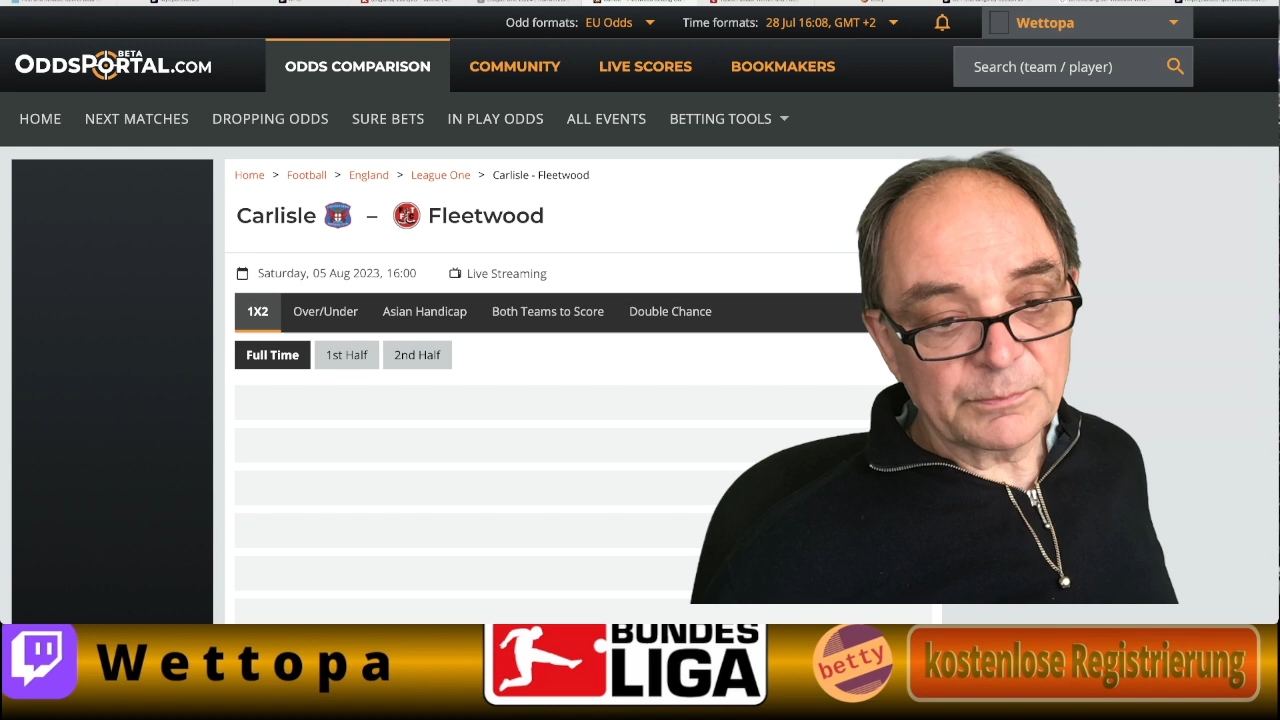 Odd formats: EU Odds Time formats: 28 Jul 16:08, GMT +2 Wettopa
BETA
ODDSPORTAL.COM ODDS COMPARISON COMMUNITY LIVE SCORES BOOKMAKERS Search (team / player)
HOME NEXT MATCHES DROPPING ODDS SURE BETS IN PLAY ODDS ALL EVENTS BETTING TOOLS
Home > Football > England > League One > Carlisle - Fleetwood
Carlisle – Fleetwood
Saturday, 05 Aug 2023, 16:00 Live Streaming
1X2 Over/Under Asian Handicap Both Teams to Score Double Chance
Full Time 1st Half 2nd Half
Wettopa
BUNDES
LIGA
betty
kostenlose Registrierung